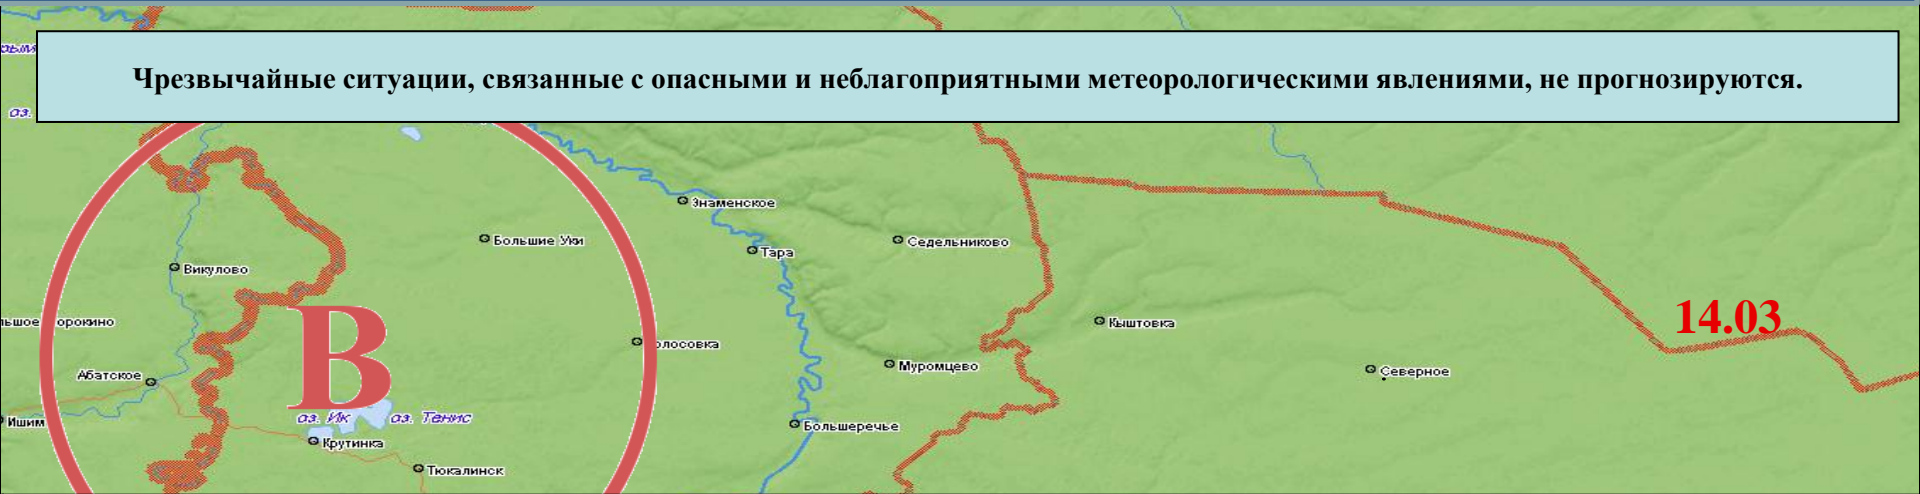 Чрезвычайные ситуации, связанные с опасными и неблагоприятными метеорологическими явлениями, не прогнозируются.
оз.
Знаменское
Большие Уки
Седельниково
Тара
Викулово
В
14.03
Кыштовка
Муромцево
Северное
Абатское
оз. Ик
оз. Тенис
Ишим
Большеречье
Крутинка
Тюкалинск